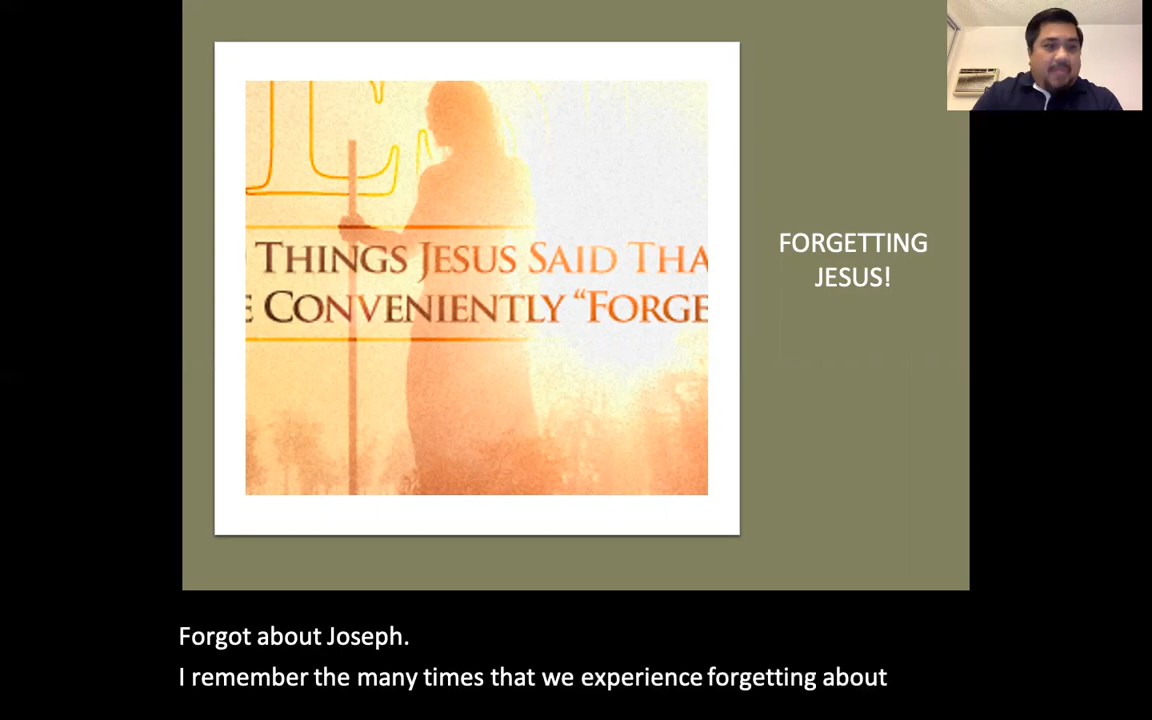 THINGS JESUS SAID THA
E CONVENIENTLY “FORGE
FORGETTING
JESUS!
Forgot about Joseph.
I remember the many times that we experience forgetting about